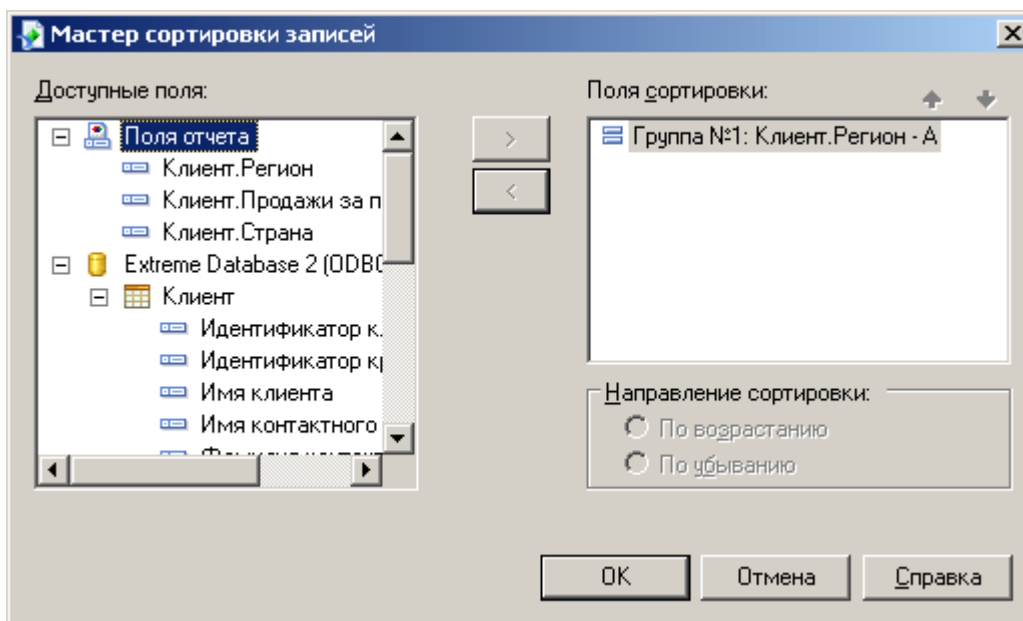 Мастер сортировки записей
Доступные поля:
Поля отчета
Клиент.Регион
Клиент.Продажи за п
Клиент.Страна
Extreme Database 2 (ODBC
Клиент
Идентификатор к.
Идентификатор кр
Имя клиента
Имя контактного
>
<
Поля сортировки:
Группа №1: Клиент.Регион - А
Направление сортировки:
По возрастанию
По убыванию
OK
Отмена
Справка